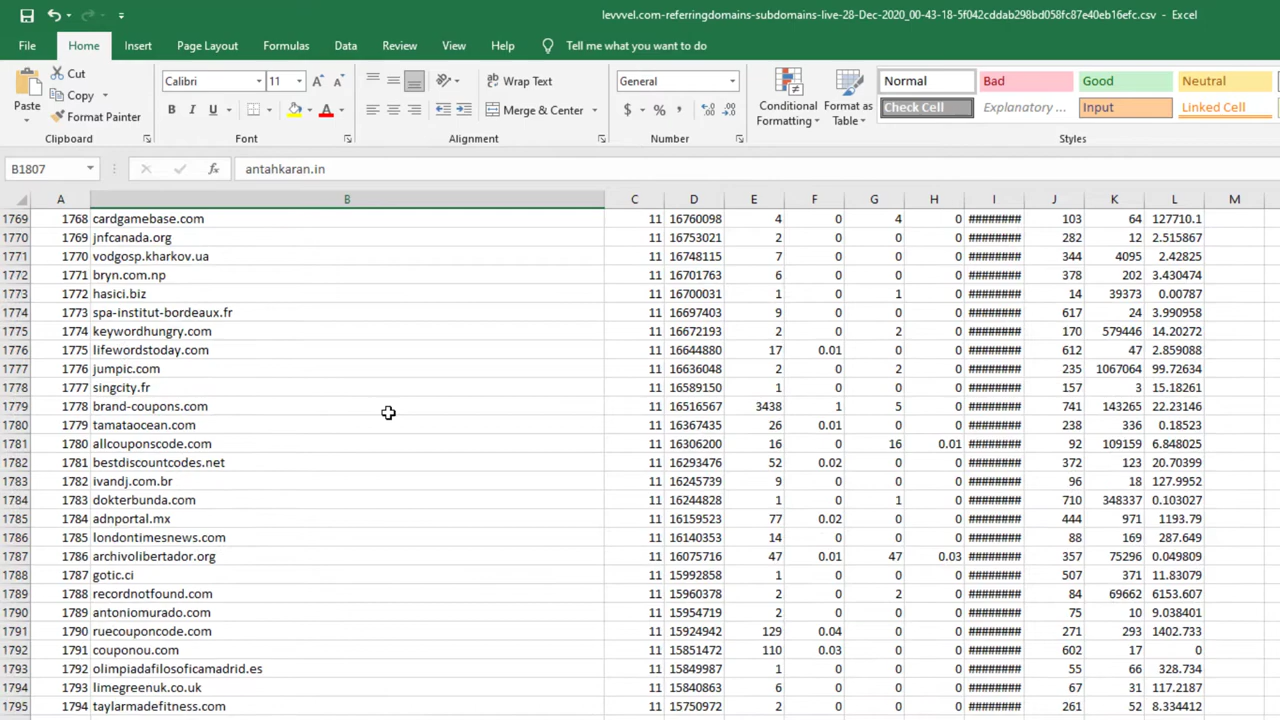 levvvel.com-referringdomains-subdomains-live-28-Dec-2020_00-43-18-5f042cddab298bd058fc87e40eb16efc.csv - Excel
File Home Insert Page Layout Formulas Data Review View Help Tell me what you want to do
Cut Calibri 11 Wrap Text General Normal Bad Good Neutral
Copy Paste Format Painter B I U Merge & Center $ % Conditional Formatting Format as Table Check Cell Explanatory ... Input Linked Cell
Clipboard Font Alignment Number Styles
B1807 fx antahkaran.in
A B C D E F G H I J K L M
1769 1768 cardgamebase.com 11 16760098 4 0 4 0 ######## 103 64 127710.1
1770 1769 jnfcanada.org 11 16753021 2 0 0 0 ######## 282 12 2.515867
1771 1770 vodgosp.kharkov.ua 11 16748115 7 0 0 0 ######## 344 4095 2.42825
1772 1771 bryn.com.np 11 16701763 6 0 0 0 ######## 378 202 3.430474
1773 1772 hasici.biz 11 16700031 1 0 1 0 ######## 14 39373 0.00787
1774 1773 spa-institut-bordeaux.fr 11 16697403 9 0 0 0 ######## 617 24 3.990958
1775 1774 keywordhungry.com 11 16672193 2 0 2 0 ######## 170 579446 14.20272
1776 1775 lifewordstoday.com 11 16644880 17 0.01 0 0 ######## 612 47 2.859088
1777 1776 jumpic.com 11 16636048 2 0 2 0 ######## 235 1067064 99.72634
1778 1777 singcity.fr 11 16589150 1 0 0 0 ######## 157 3 15.18261
1779 1778 brand-coupons.com 11 16516567 3438 1 5 0 ######## 741 143265 22.23146
1780 1779 tamataocean.com 11 16367435 26 0.01 0 0 ######## 238 336 0.18523
1781 1780 allcouponscode.com 11 16306200 16 0 16 0.01 ######## 92 109159 6.848025
1782 1781 bestdiscountcodes.net 11 16293476 52 0.02 0 0 ######## 372 123 20.70399
1783 1782 ivandj.com.br 11 16245739 9 0 0 0 ######## 96 18 127.9952
1784 1783 dokterbunda.com 11 16244828 1 0 1 0 ######## 710 348337 0.103027
1785 1784 adnportal.mx 11 16159523 77 0.02 0 0 ######## 444 971 1193.79
1786 1785 londontimesnews.com 11 16140353 14 0 0 0 ######## 88 169 287.649
1787 1786 archivolibertador.org 11 16075716 47 0.01 47 0.03 ######## 357 75296 0.049809
1788 1787 gotic.ci 11 15992858 1 0 0 0 ######## 507 371 11.83079
1789 1788 recordnotfound.com 11 15960378 2 0 2 0 ######## 84 69662 6153.607
1790 1789 antoniomurado.com 11 15954719 2 0 0 0 ######## 75 10 9.038401
1791 1790 ruecouponcode.com 11 15924942 129 0.04 0 0 ######## 271 293 1402.733
1792 1791 couponou.com 11 15851472 110 0.03 0 0 ######## 602 17 0
1793 1792 olimpiadafilosoficamadrid.es 11 15849987 1 0 0 0 ######## 55 66 328.734
1794 1793 limegreenuk.co.uk 11 15840863 6 0 0 0 ######## 67 31 117.2187
1795 1794 taylarmadefitness.com 11 15750972 2 0 0 0 ######## 261 52 8.334412